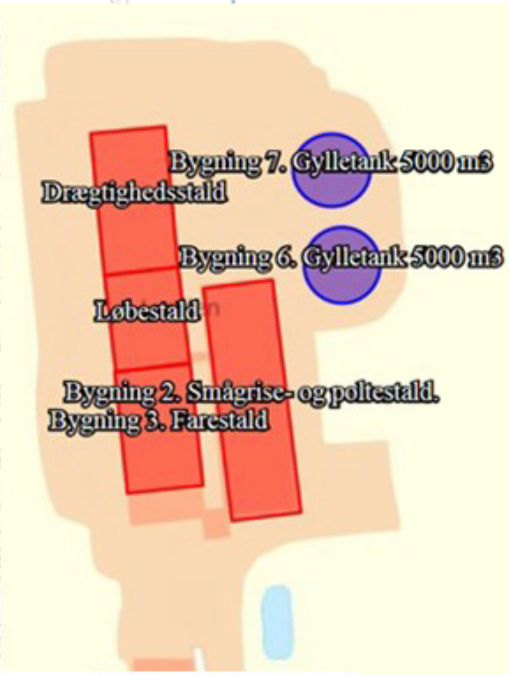 Bygning 7. Gylletank 5000 m3
Drægtighedsstald
Bygning 6. Gylletank 5000 m3
Løbestald
Bygning 2. Smågrise- og poltestald.
Bygning 3. Farestald